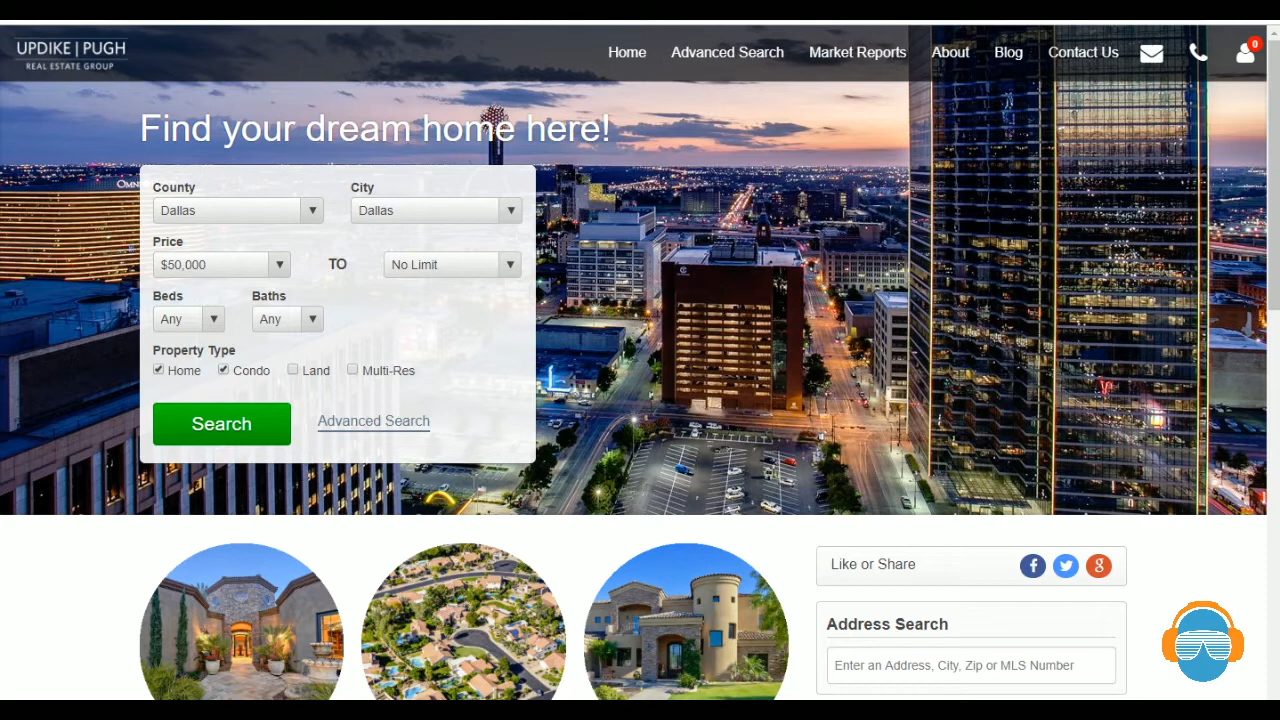 UPDIKE | PUGH
REAL ESTATE GROUP
Home Advanced Search Market Reports About Blog Contact Us 0
Find your dream home here!
OMNI
County City
Dallas Dallas
Price
$50,000 TO No Limit
Beds Baths
Any Any
Property Type
Home Condo Land Multi-Res
Search Advanced Search
Like or Share
Address Search
Enter an Address, City, Zip or MLS Number